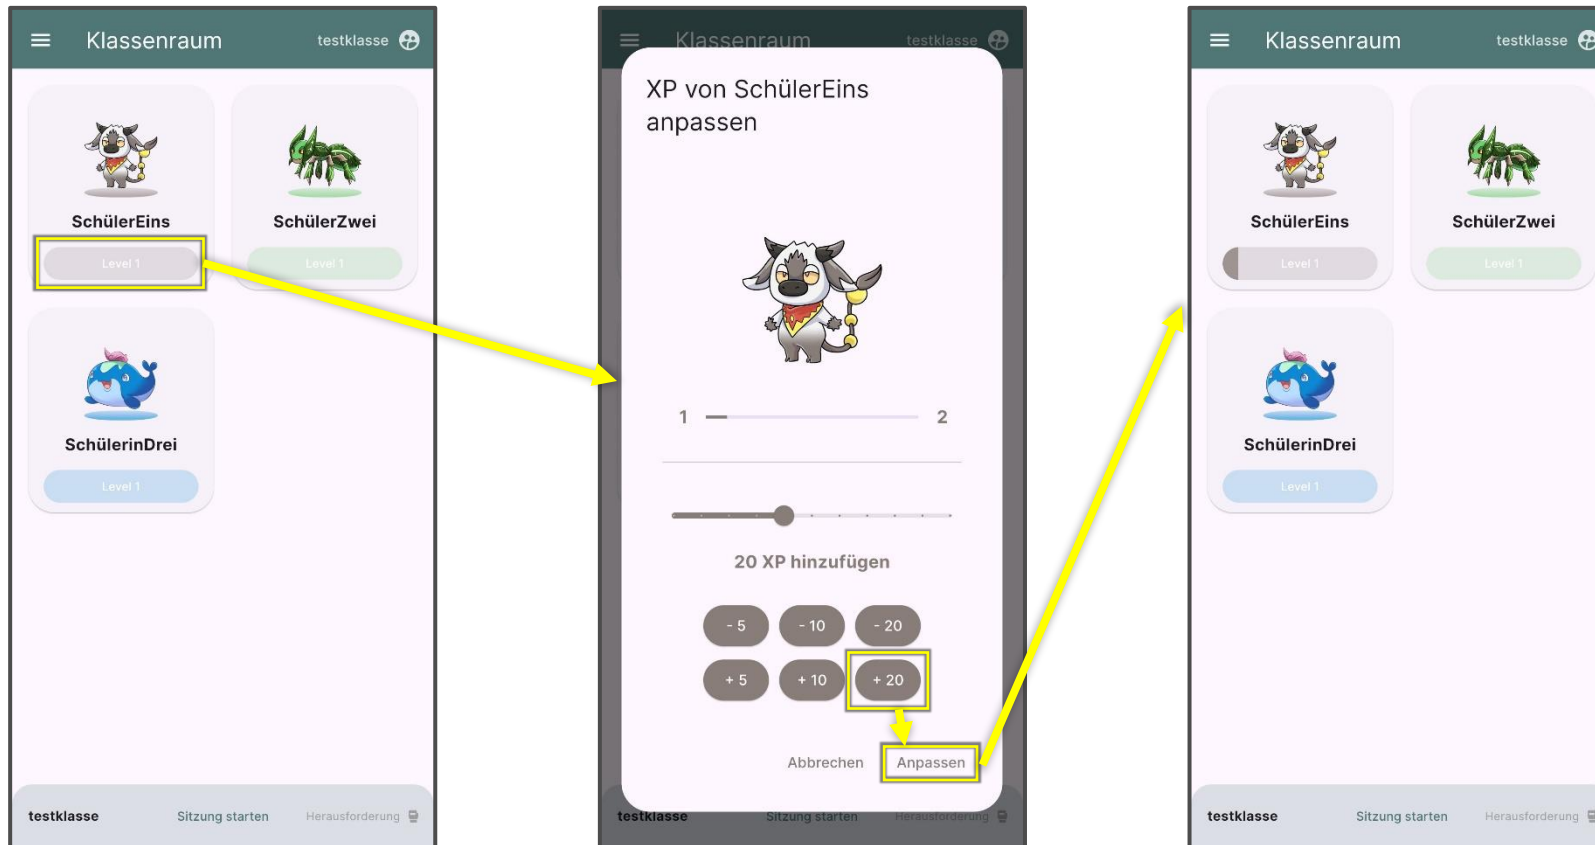 Klassenraum
testklasse
SchülerEins
SchülerZwei
Level 1
Level 1
SchülerinDrei
Level 1
testklasse
Sitzung starten
Herausforderung
Klassenraum
testklasse
XP von SchülerEins
anpassen
1
2
20 XP hinzufügen
- 5
- 10
- 20
+ 5
+ 10
+ 20
Abbrechen
Anpassen
testklasse
Sitzung starten
Herausforderung
Klassenraum
testklasse
SchülerEins
SchülerZwei
Level 1
Level 1
SchülerinDrei
Level 1
testklasse
Sitzung starten
Herausforderung